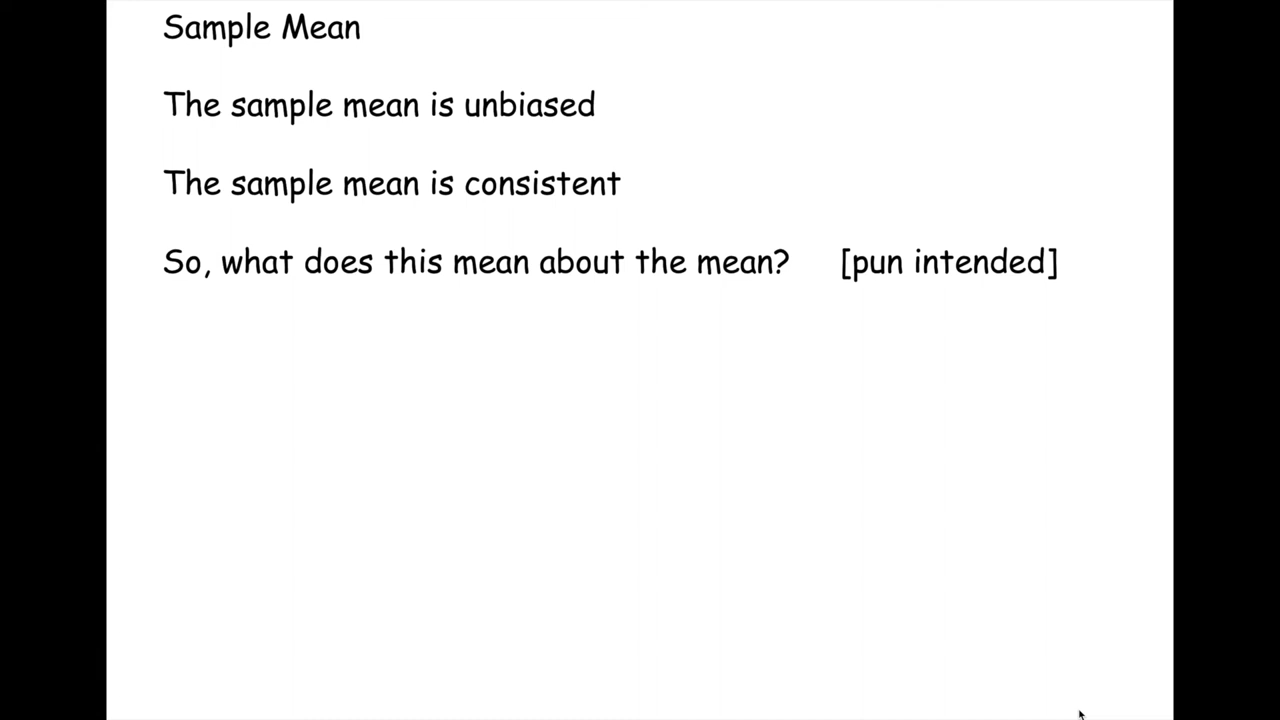 Sample Mean
The sample mean is unbiased
The sample mean is consistent
So, what does this mean about the mean? [pun intended]